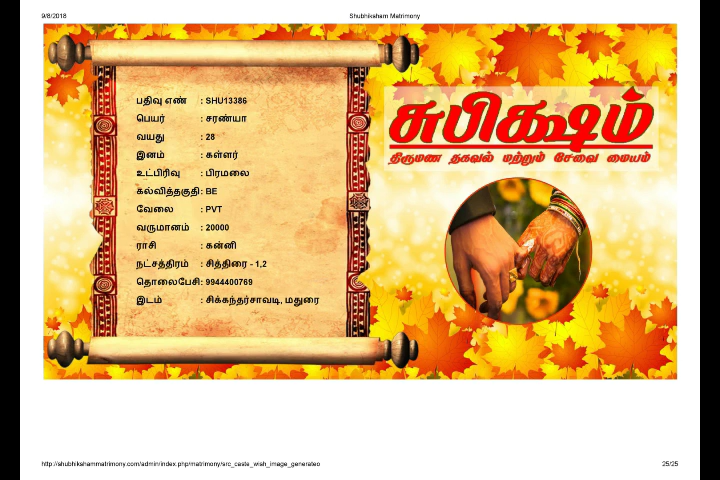 9/8/2018 Shubhiksham Matrimony
பதிவு எண் : SHU13386
பெயர் : சரண்யா
வயது : 28
இனம் : கள்ளர்
உட்பிரிவு : பிரமலை
கல்வித்தகுதி: BE
வேலை : PVT
வருமானம் : 20000
ராசி : கன்னி
நட்சத்திரம் : சித்திரை - 1,2
தொலைபேசி: 9944400769
இடம் : சிக்கந்தர்சாவடி, மதுரை
சுபிக்ஷம்
திருமண தகவல் மற்றும் சேவை மையம்
http://shubhikshammatrimony.com/admin/index.php/matrimony/src_caste_wish_image_generateo 25/25